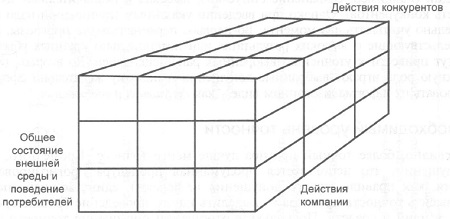 Действия конкурентов
Общее
состояние
внешней
среды и
поведение
потребителей
Действия
компании